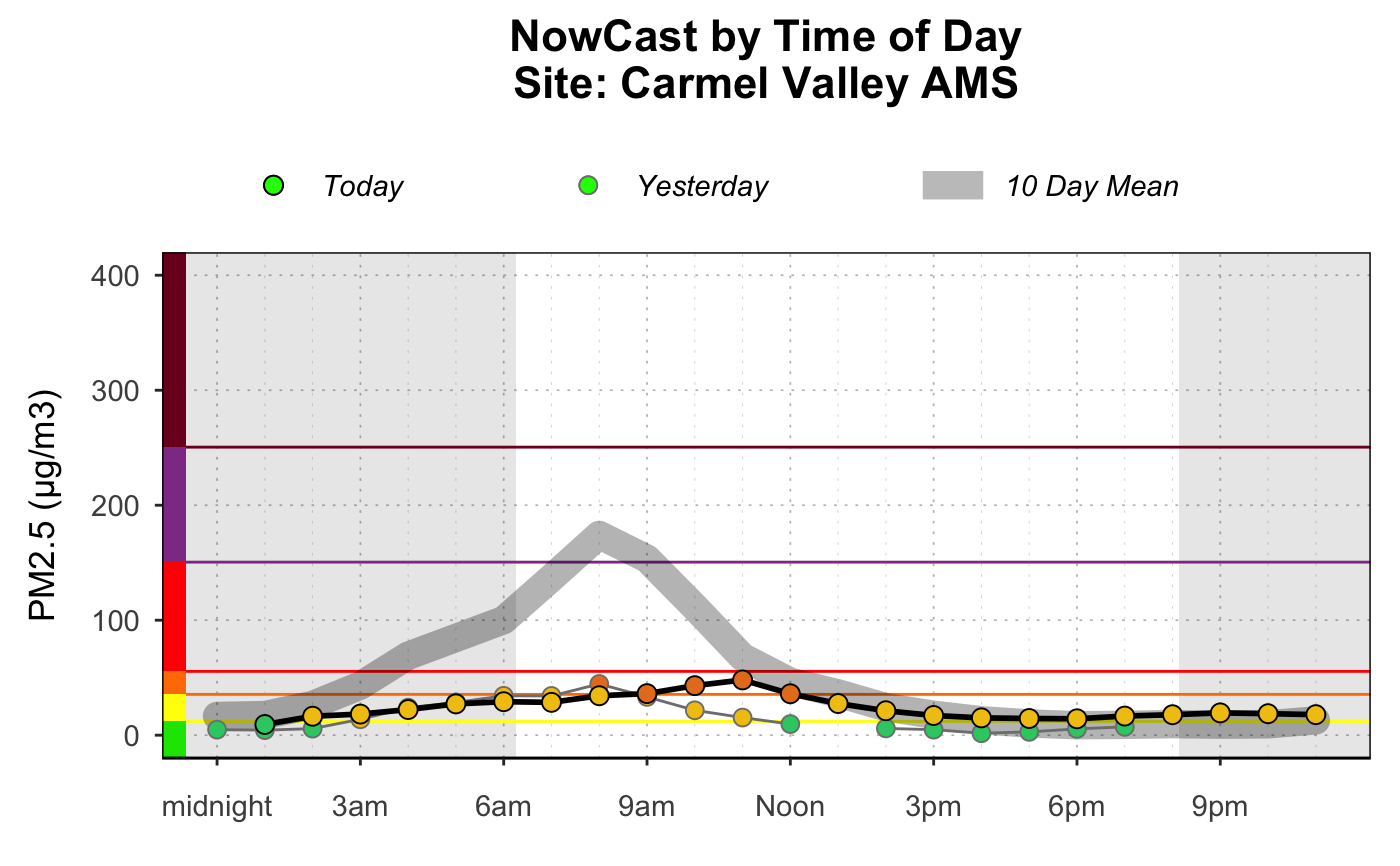 NowCast by Time of Day
Site: Carmel Valley AMS
Today
Yesterday
10 Day Mean
PM2.5 (µg/m3)
400
300
200
100
0
midnight
3am
6am
9am
Noon
3pm
6pm
9pm